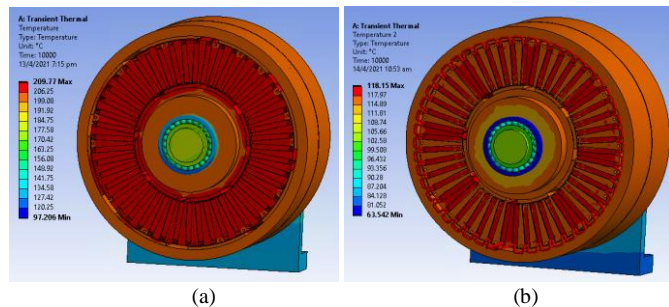 A: Transient Thermal
Temperature
Type: Temperature
Unit: °C
Time: 10000
13/4/2021 7:15 pm
209.77 Max
206.25
199.08
191.92
184.75
177.58
170.42
163.25
156.08
148.92
141.75
134.58
127.42
120.25
97.206 Min
(a)
A: Transient Thermal
Temperature 2
Type: Temperature
Unit: °C
Time: 10000
14/4/2021 10:53 am
118.15 Max
117.97
114.89
111.81
108.74
105.66
102.58
99.508
96.432
93.356
90.28
87.204
84.128
81.052
63.542 Min
(b)